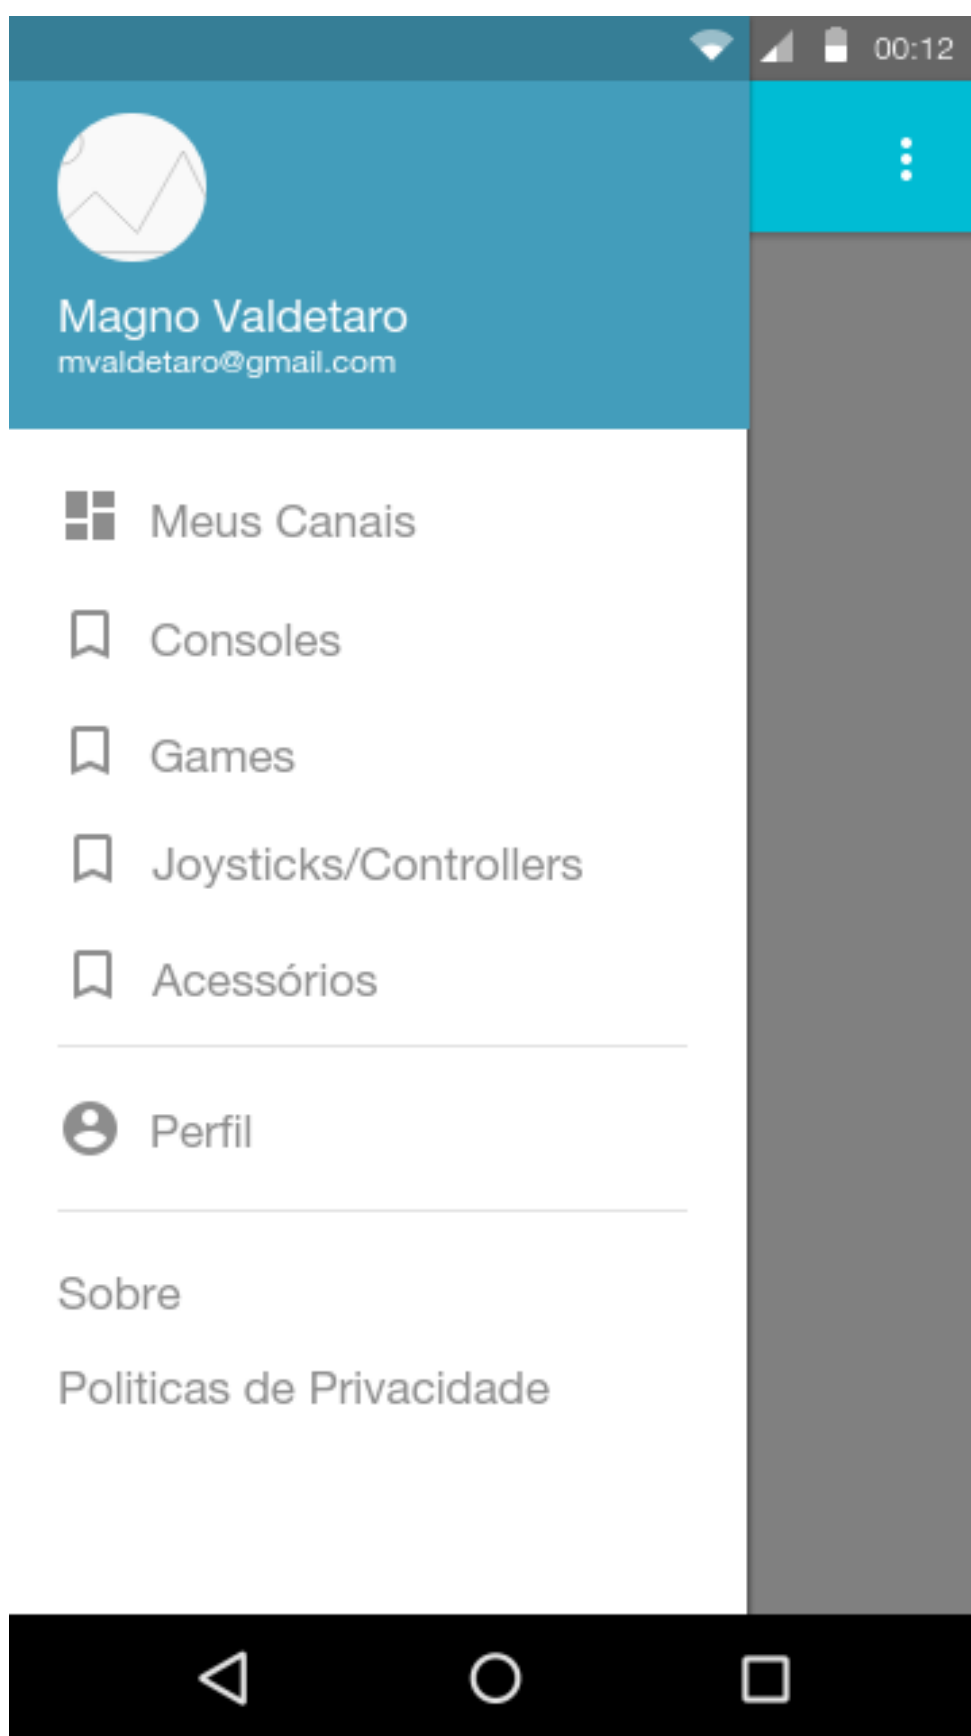 00:12
Magno Valdetaro
mvaldetaro@gmail.com
Meus Canais
Consoles
Games
Joysticks/Controllers
Acessórios
Perfil
Sobre
Politicas de Privacidade